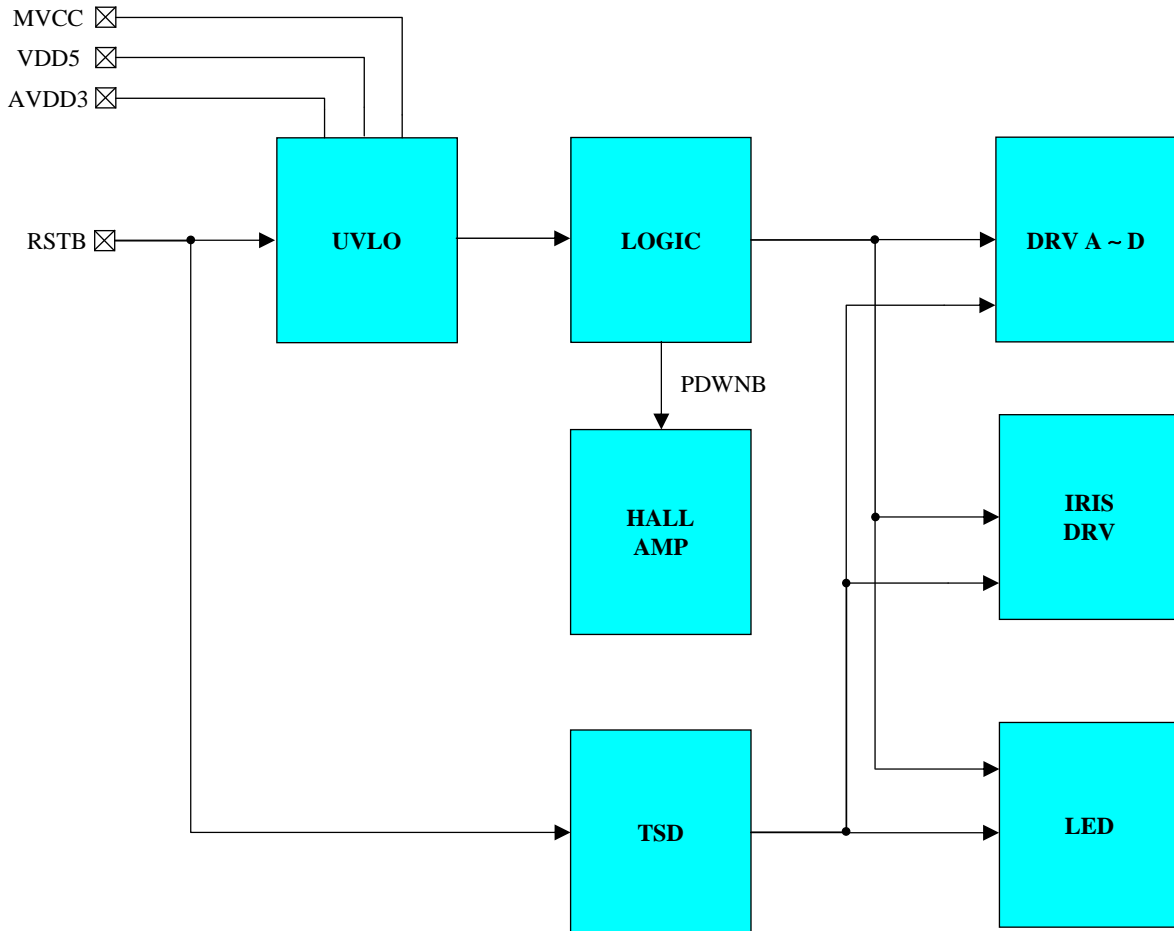 MVCC
VDD5
AVDD3
RSTB
UVLO
LOGIC
DRV A ~ D
PDWNB
HALL
AMP
IRIS
DRV
TSD
LED